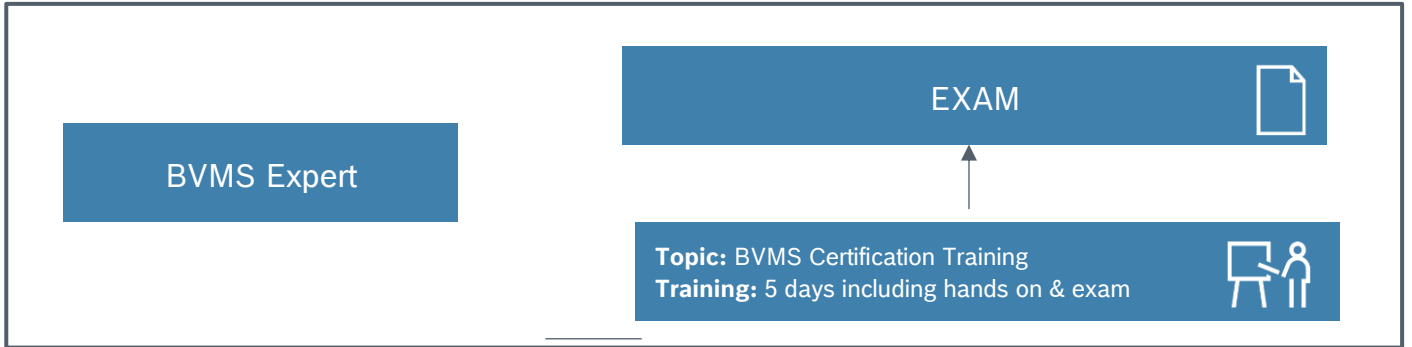 BVMS Expert
EXAM
Topic: BVMS Certification Training
Training: 5 days including hands on & exam